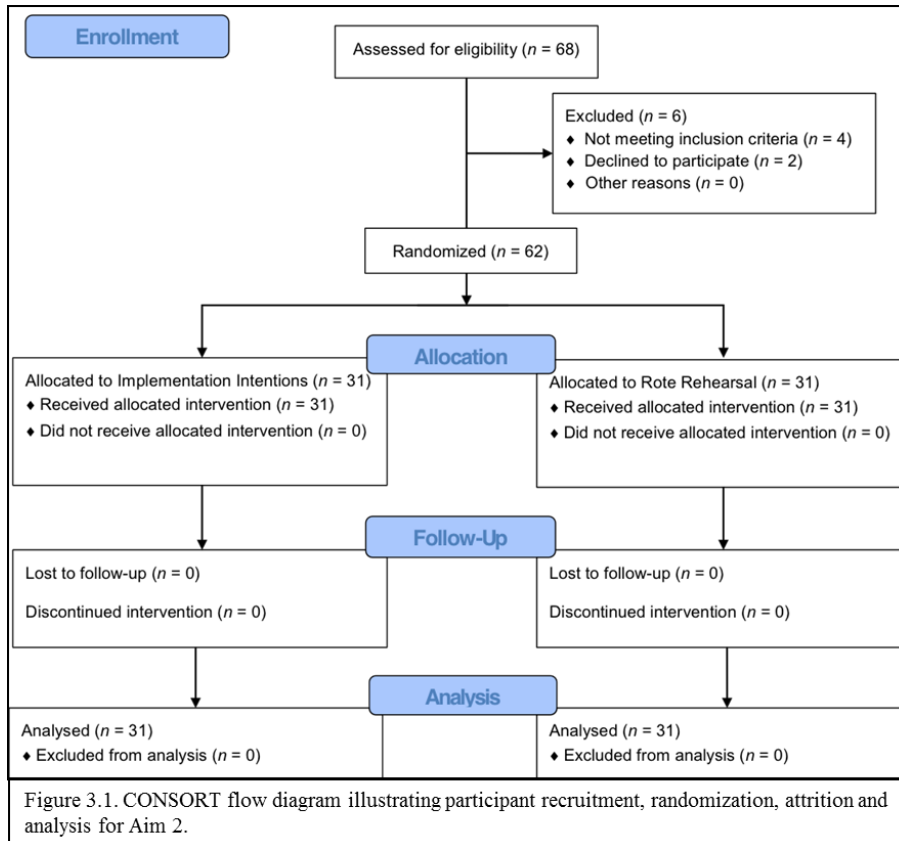 Enrollment
Assessed for eligibility (n = 68)
Excluded (n = 6)
♦ Not meeting inclusion criteria (n = 4)
♦ Declined to participate (n = 2)
♦ Other reasons (n = 0)
Randomized (n = 62)
Allocation
Allocated to Implementation Intentions (n = 31)
♦ Received allocated intervention (n = 31)
♦ Did not receive allocated intervention (n = 0)
Allocated to Rote Rehearsal (n = 31)
♦ Received allocated intervention (n = 31)
♦ Did not receive allocated intervention (n = 0)
Follow-Up
Lost to follow-up (n = 0)
Discontinued intervention (n = 0)
Lost to follow-up (n = 0)
Discontinued intervention (n = 0)
Analysis
Analysed (n = 31)
♦ Excluded from analysis (n = 0)
Analysed (n = 31)
♦ Excluded from analysis (n = 0)
Figure 3.1. CONSORT flow diagram illustrating participant recruitment, randomization, attrition and
analysis for Aim 2.